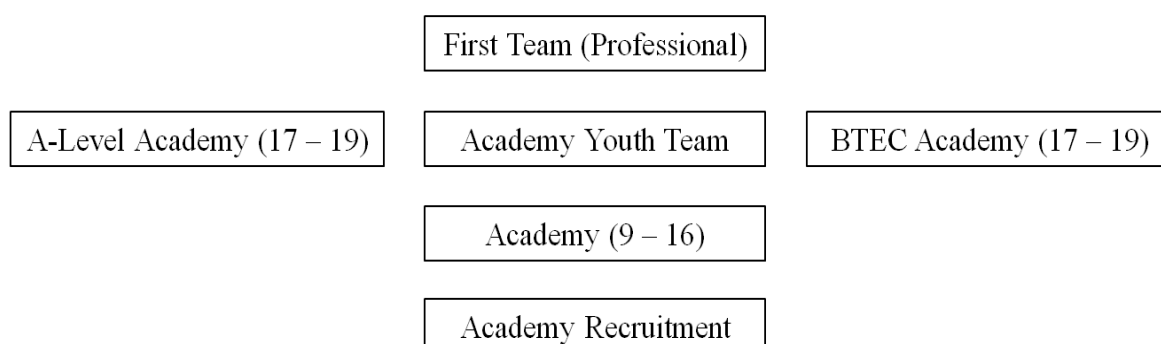 First Team (Professional)
A-Level Academy (17 – 19)
Academy Youth Team
BTEC Academy (17 – 19)
Academy (9 – 16)
Academy Recruitment